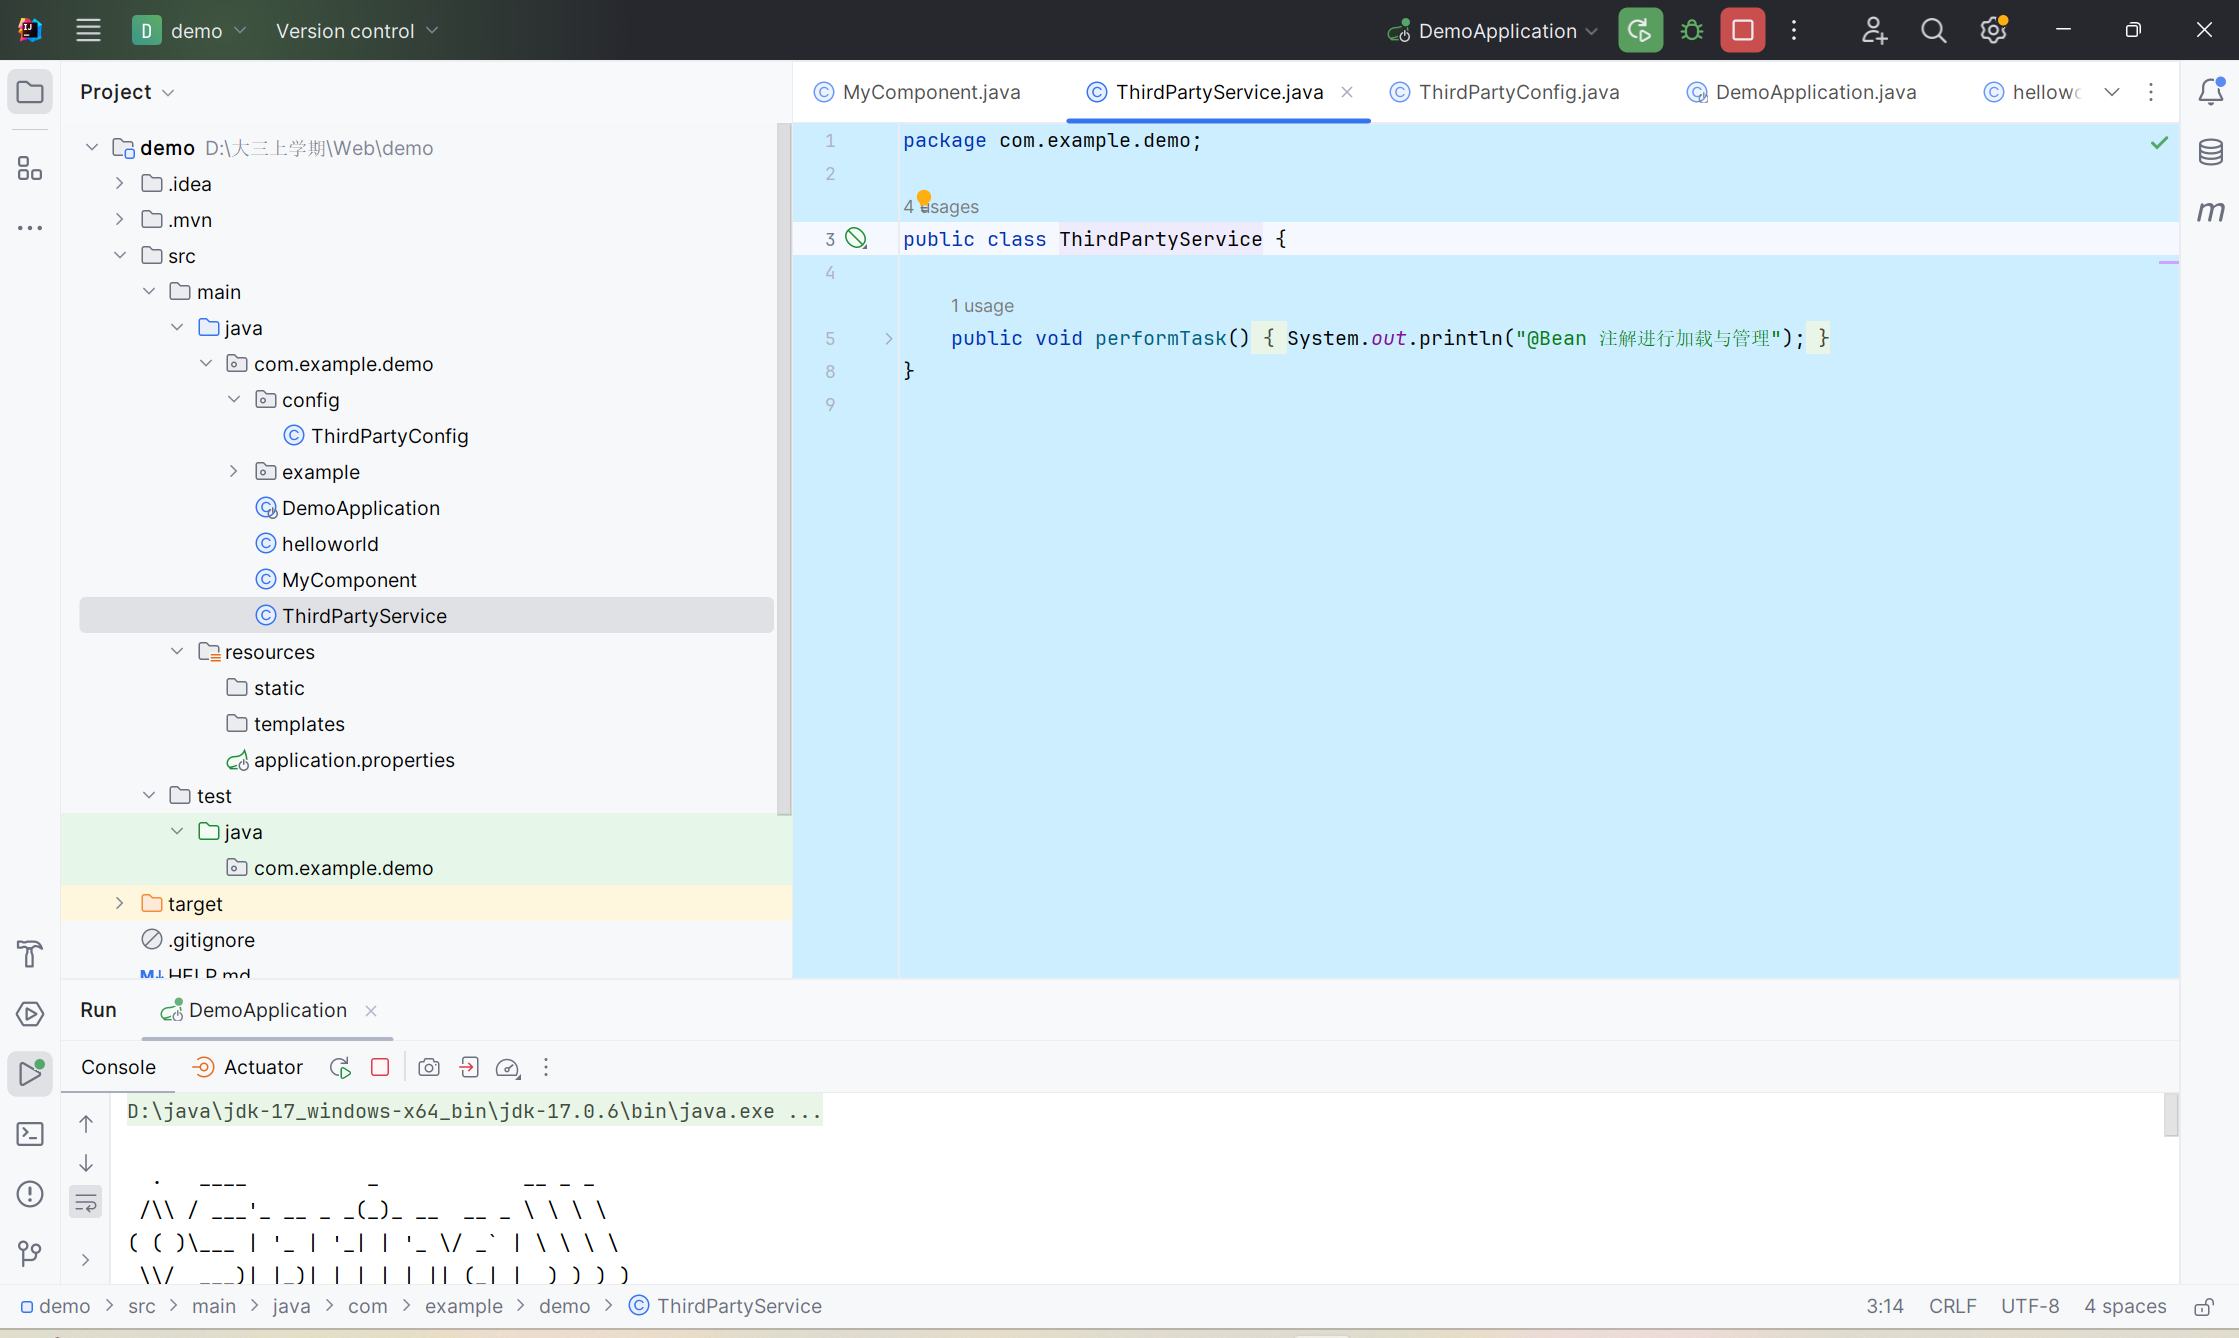 D demo Version control DemoApplication
Project
MyComponent.java ThirdPartyService.java ThirdPartyConfig.java DemoApplication.java
demo D:\大三上学期\Web\demo
.idea
.mvn
src
main
java
com.example.demo
config
ThirdPartyConfig
example
DemoApplication
helloworld
MyComponent
ThirdPartyService
resources
static
templates
application.properties
test
java
com.example.demo
target
.gitignore
HELP.md
1 package com.example.demo;
2
4 usages
3 public class ThirdPartyService {
4
1 usage
5 public void performTask() { System.out.println("@Bean 注解进行加载与管理"); }
8 }
9
m
Run DemoApplication
Console Actuator
D:\java\jdk-17_windows-x64_bin\jdk-17.0.6\bin\java.exe ...
  .   ____          _            __ _ _
 /\\ / ___'_ __ _ _(_)_ __  __ _ \ \ \ \
( ( )\___ | '_ | '_| | '_ \/ _` | \ \ \ \
 \\/  ___)| |_)| | | | | || (_| |  ) ) ) )
demo > src > main > java > com > example > demo > ThirdPartyService
3:14 CRLF UTF-8 4 spaces